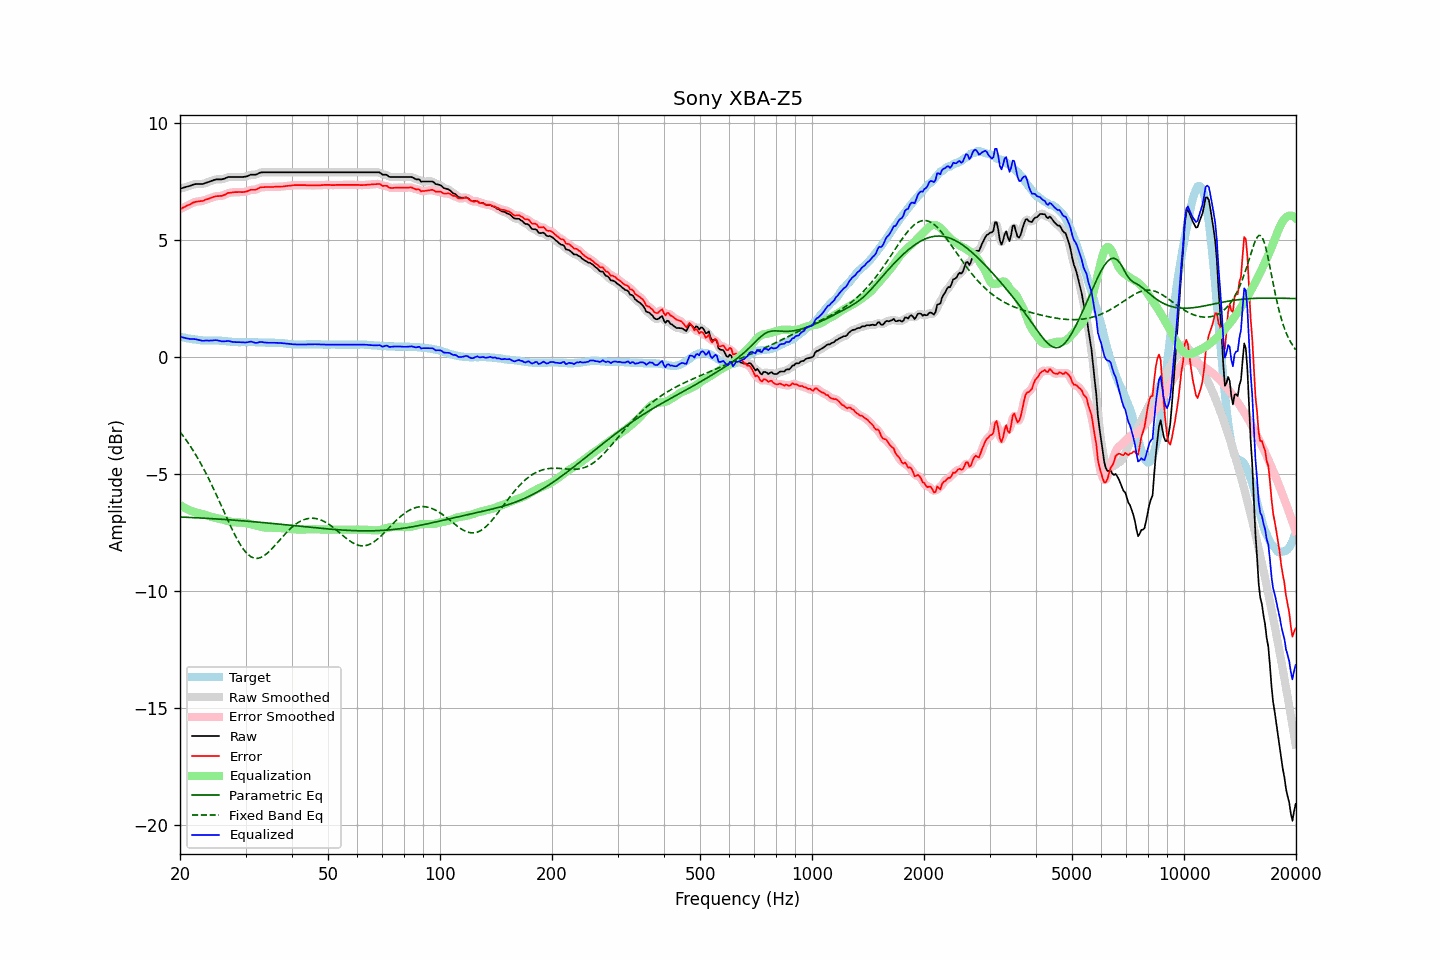 Sony XBA-Z5
Amplitude (dBr)
10
5
0
−5
−10
−15
−20
Target
Raw Smoothed
Error Smoothed
Raw
Error
Equalization
Parametric Eq
Fixed Band Eq
Equalized
20 50 100 200 500 1000 2000 5000 10000 20000
Frequency (Hz)